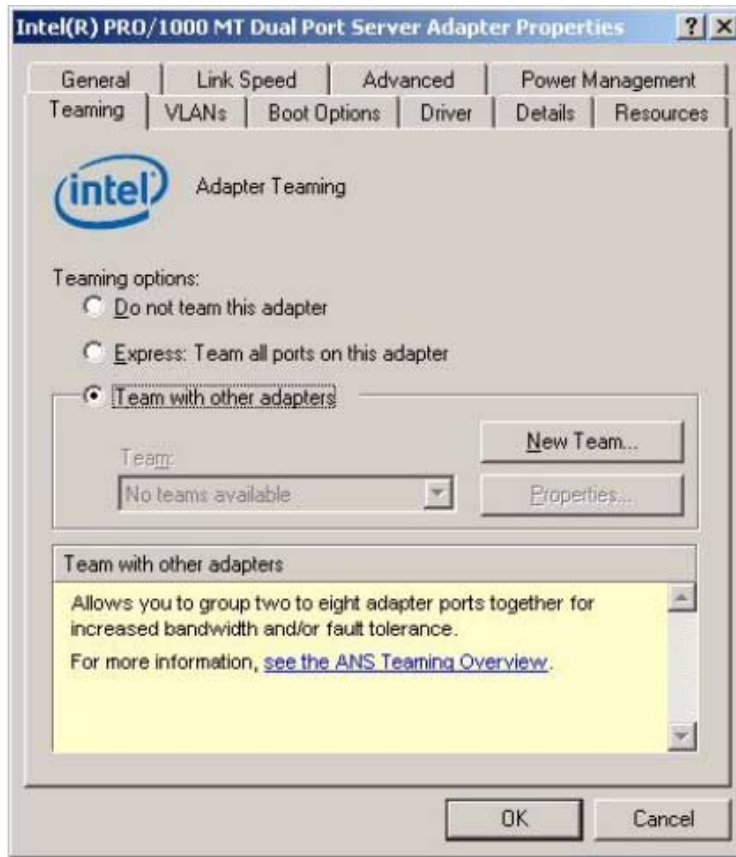 Intel(R) PRO/1000 MT Dual Port Server Adapter Properties
General Link Speed Advanced Power Management
Teaming VLANs Boot Options Driver Details Resources
intel
Adapter Teaming
Teaming options:
Do not team this adapter
Express: Team all ports on this adapter
Team with other adapters
New Team...
Team:
No teams available
Properties...
Team with other adapters
Allows you to group two to eight adapter ports together for
increased bandwidth and/or fault tolerance.
For more information, see the ANS Teaming Overview.
OK Cancel